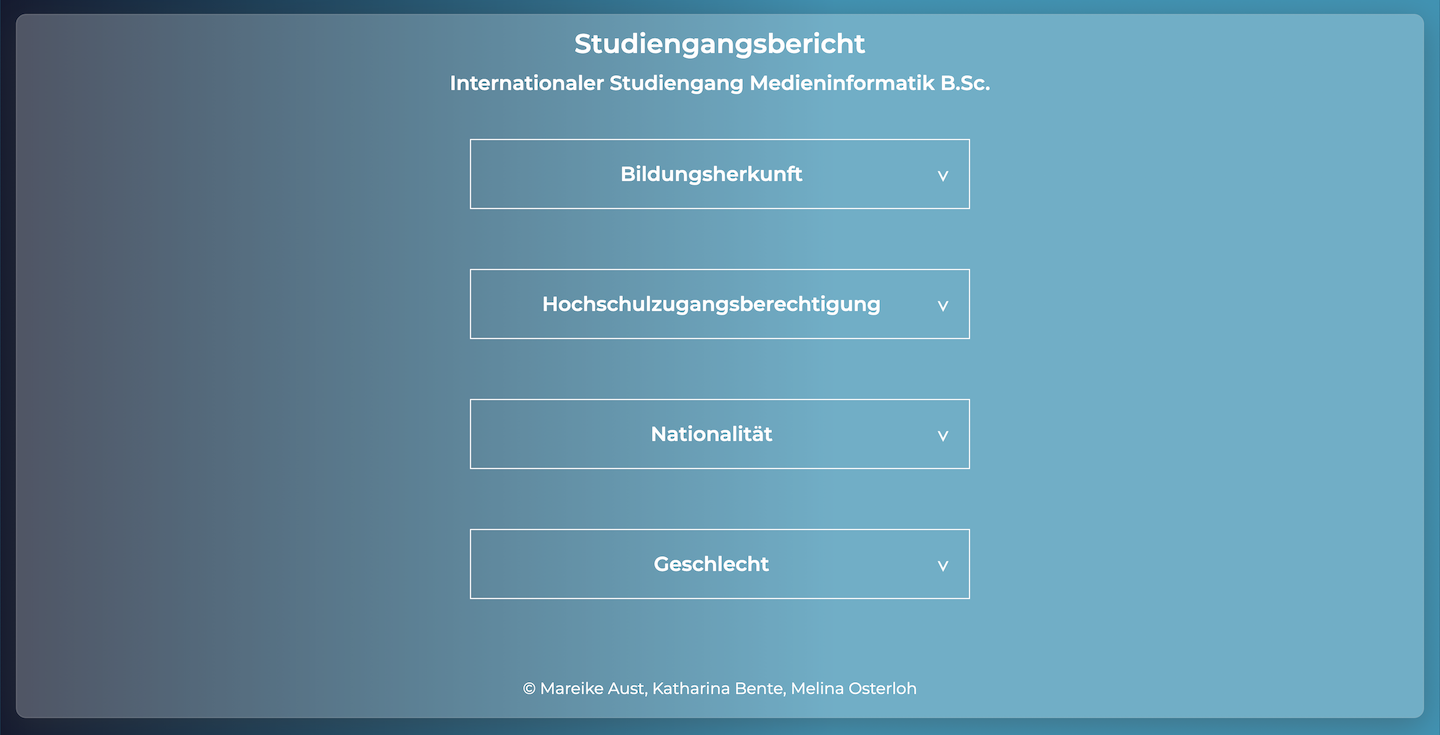 Studiengangsbericht
Internationaler Studiengang Medieninformatik B.Sc.
Bildungsherkunft v
Hochschulzugangsberechtigung v
Nationalität v
Geschlecht v
© Mareike Aust, Katharina Bente, Melina Osterloh